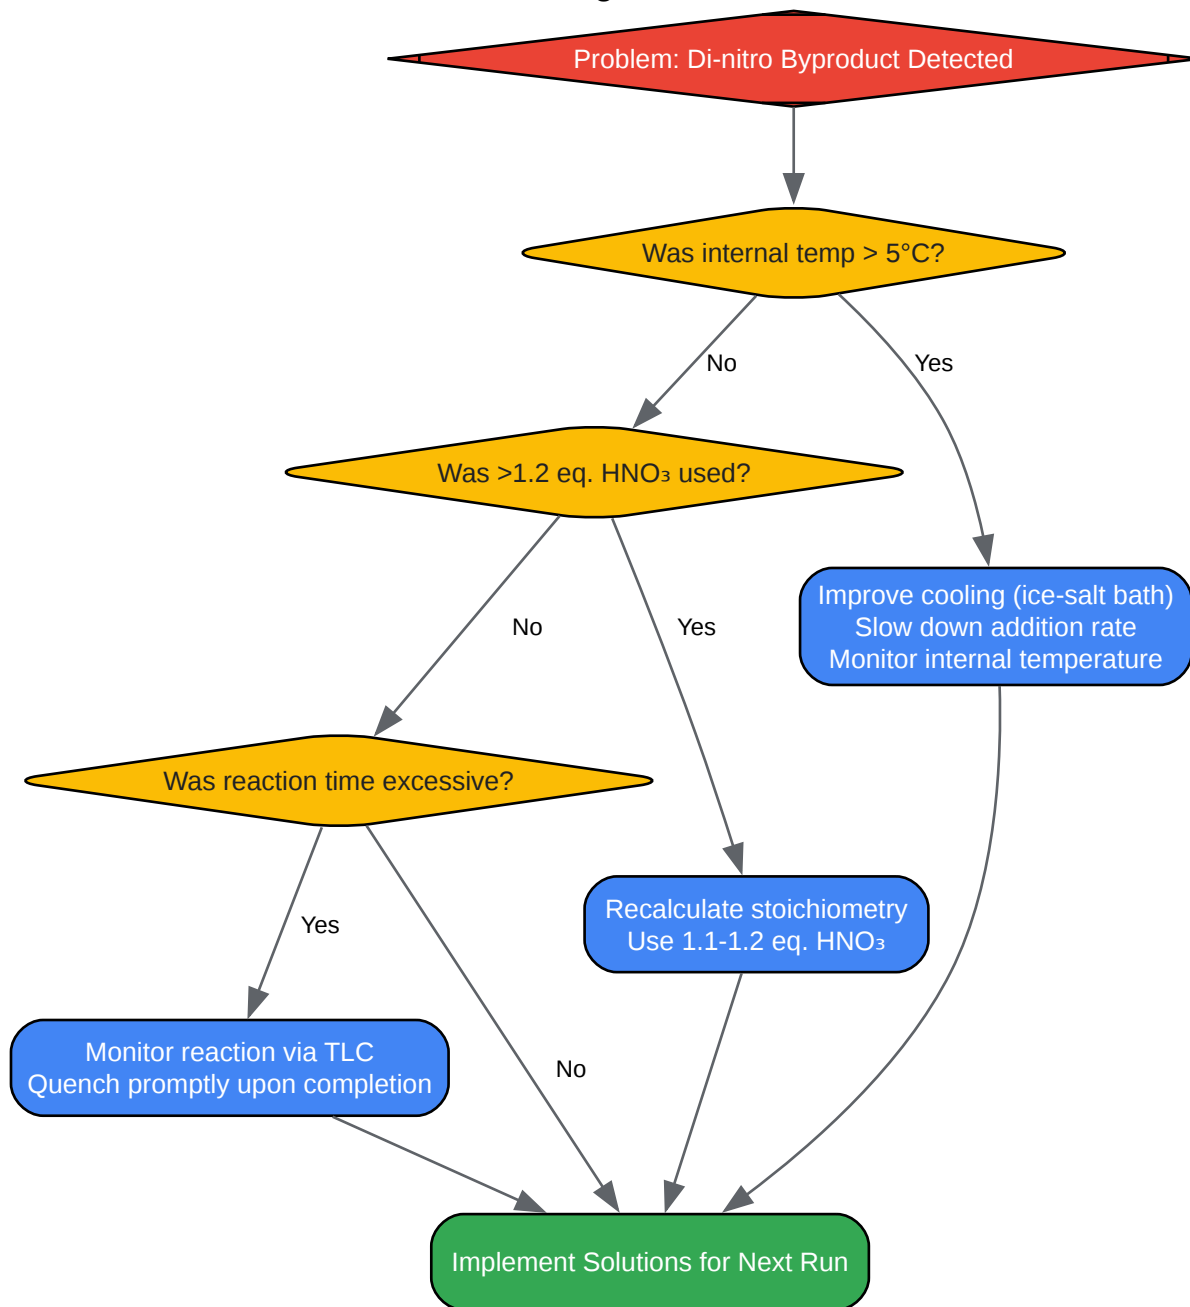 Problem: Di-nitro Byproduct Detected
Was internal temp > 5°C?
No
Yes
Was >1.2 eq. HNO₃ used?
No
Yes
Improve cooling (ice-salt bath)
Slow down addition rate
Monitor internal temperature
Was reaction time excessive?
Yes
No
Recalculate stoichiometry
Use 1.1-1.2 eq. HNO₃
Monitor reaction via TLC
Quench promptly upon completion
Implement Solutions for Next Run